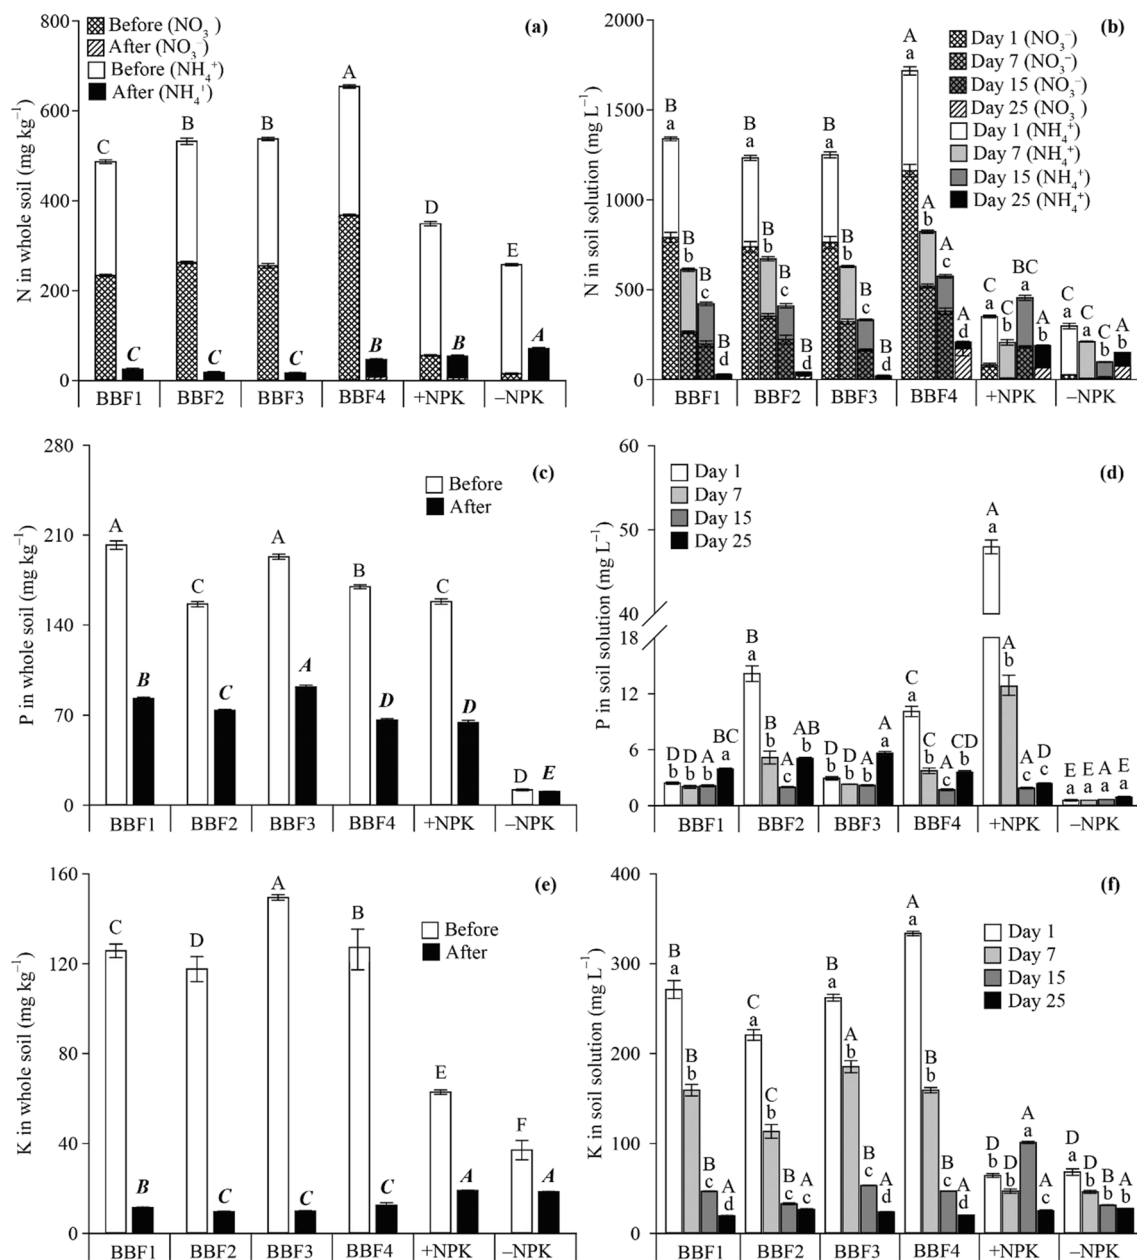 (a)
Before (NO₃ )
After (NO₃⁻)
Before (NH₄⁺)
After (NH₄⁺)
N in whole soil (mg kg⁻¹)
800
600
400
200
0
C
B
B
A
D
E
C
C
C
B
B
A
BBF1 BBF2 BBF3 BBF4 +NPK –NPK
(b)
Day 1 (NO₃⁻)
Day 7 (NO₃⁻)
Day 15 (NO₃⁻)
Day 25 (NO₃ )
Day 1 (NH₄⁺)
Day 7 (NH₄⁺)
Day 15 (NH₄⁺)
Day 25 (NH₄⁺)
N in soil solution (mg L⁻¹)
2000
1500
1000
500
0
B a B b B c B d
B a B b B c B d
B a B b B c B d
A a A b A c A d
C a C b BC a A b
C a C a C b A b
BBF1 BBF2 BBF3 BBF4 +NPK –NPK
(c)
Before
After
P in whole soil (mg kg⁻¹)
280
210
140
70
0
A B
C C
A A
B D
C D
D E
BBF1 BBF2 BBF3 BBF4 +NPK –NPK
(d)
Day 1
Day 7
Day 15
Day 25
P in soil solution (mg L⁻¹)
60
50
40
18
12
6
0
D b D b A b BC a
B a B b A c AB b
D b D b A b A a
C a C b A c CD b
A a A b A c D c
E a E a A a E a
BBF1 BBF2 BBF3 BBF4 +NPK –NPK
(e)
Before
After
K in whole soil (mg kg⁻¹)
160
120
80
40
0
C B
D C
A C
B C
E A
F A
BBF1 BBF2 BBF3 BBF4 +NPK –NPK
(f)
Day 1
Day 7
Day 15
Day 25
K in soil solution (mg L⁻¹)
400
300
200
100
0
B a B b B c A d
C a C b B c A c
B a A b B c A d
A a B b B c A d
D b D b A a A c
D a D b B b A b
BBF1 BBF2 BBF3 BBF4 +NPK –NPK